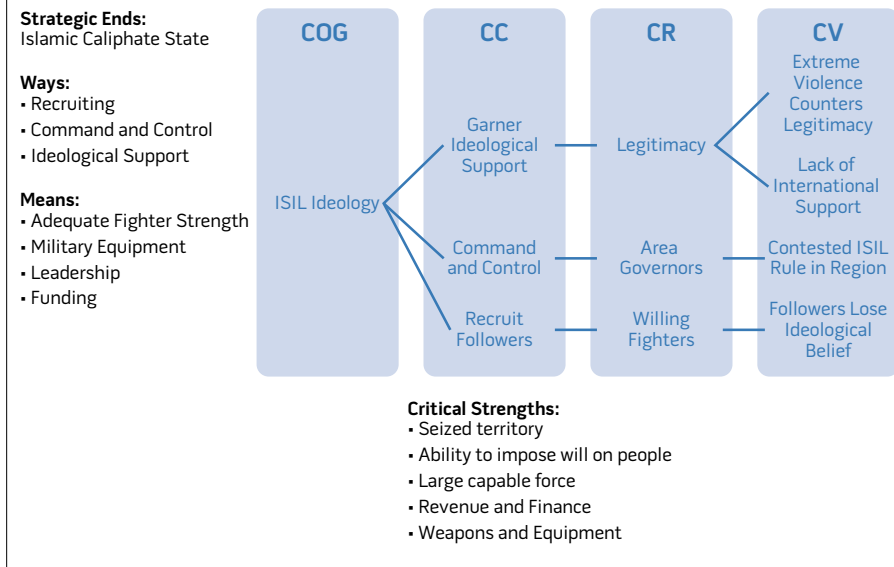 Strategic Ends:
Islamic Caliphate State
Ways:
▪ Recruiting
▪ Command and Control
▪ Ideological Support
Means:
▪ Adequate Fighter Strength
▪ Military Equipment
▪ Leadership
▪ Funding
COG
ISIL Ideology
CC
Garner
Ideological
Support
Command
and Control
Recruit
Followers
CR
Legitimacy
Area
Governors
Willing
Fighters
CV
Extreme
Violence
Counters
Legitimacy
Lack of
International
Support
Contested ISIL
Rule in Region
Followers Lose
Ideological
Belief
Critical Strengths:
▪ Seized territory
▪ Ability to impose will on people
▪ Large capable force
▪ Revenue and Finance
▪ Weapons and Equipment